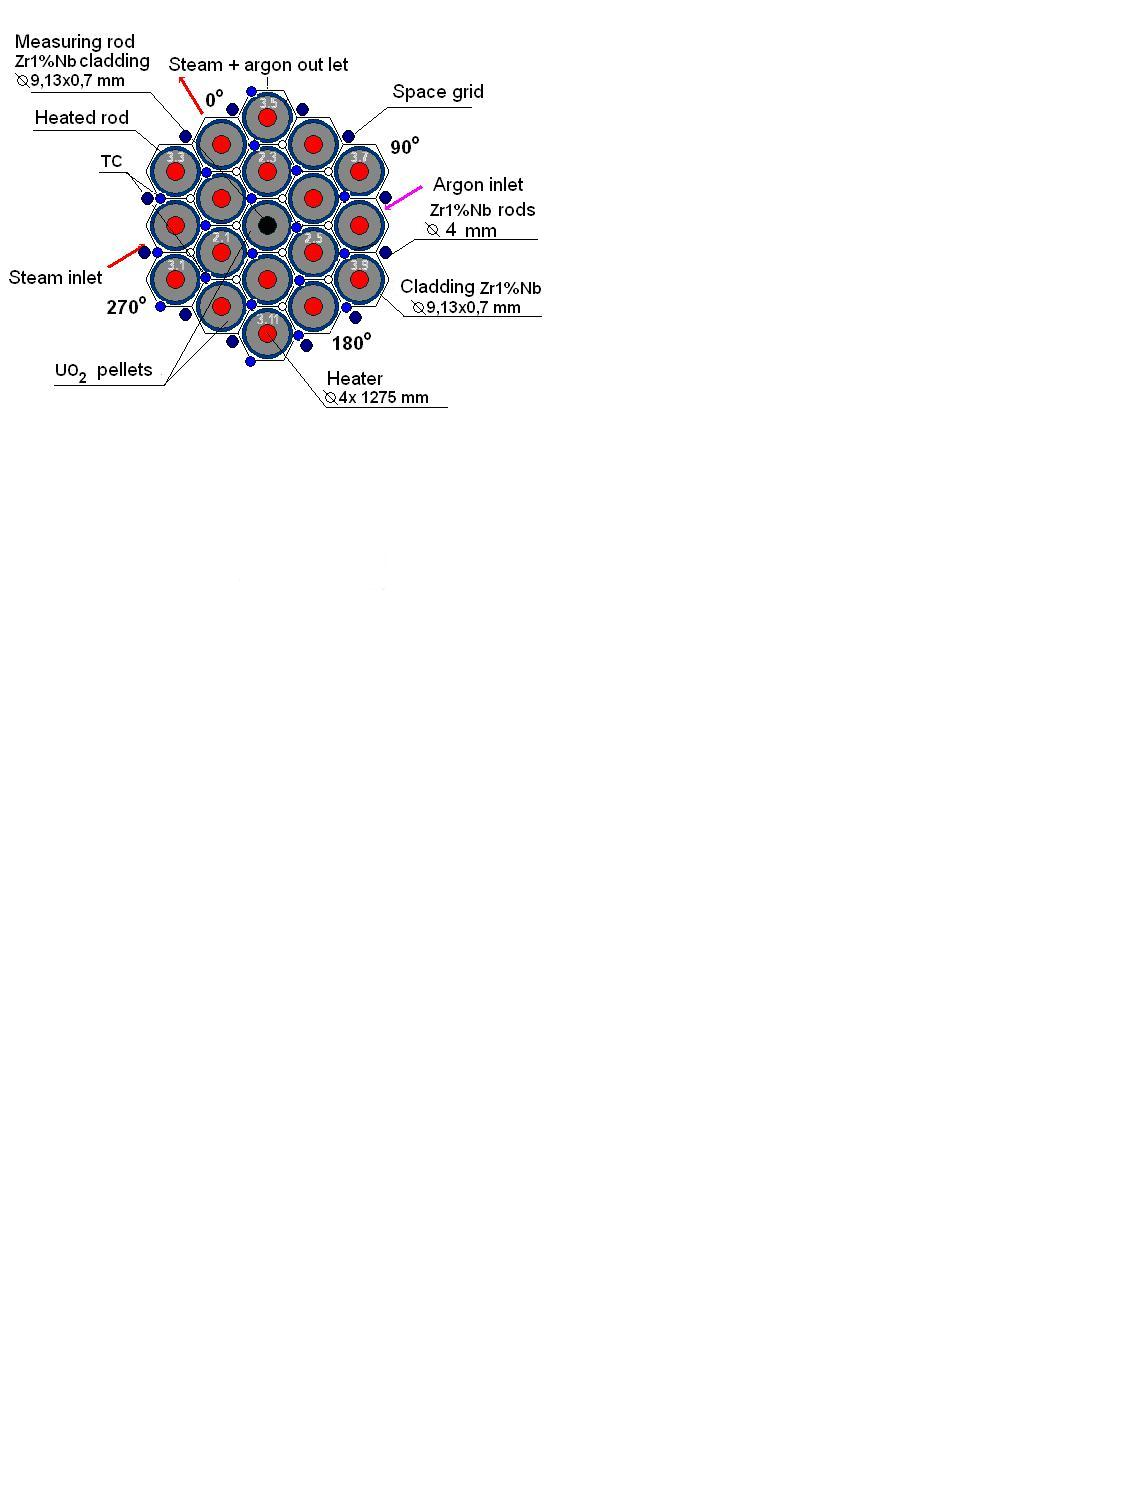 Measuring rod
Zr1%Nb cladding
⌀9,13x0,7 mm
Steam + argon out let
0°
Space grid
Heated rod
90°
TC
Argon inlet
Zr1%Nb rods
⌀ 4 mm
Steam inlet
270°
Cladding Zr1%Nb
⌀9,13x0,7 mm
180°
UO₂ pellets
Heater
⌀4x 1275 mm
3.5
3.3
2.3
3.7
2.1
2.5
3.1
3.9
3.11